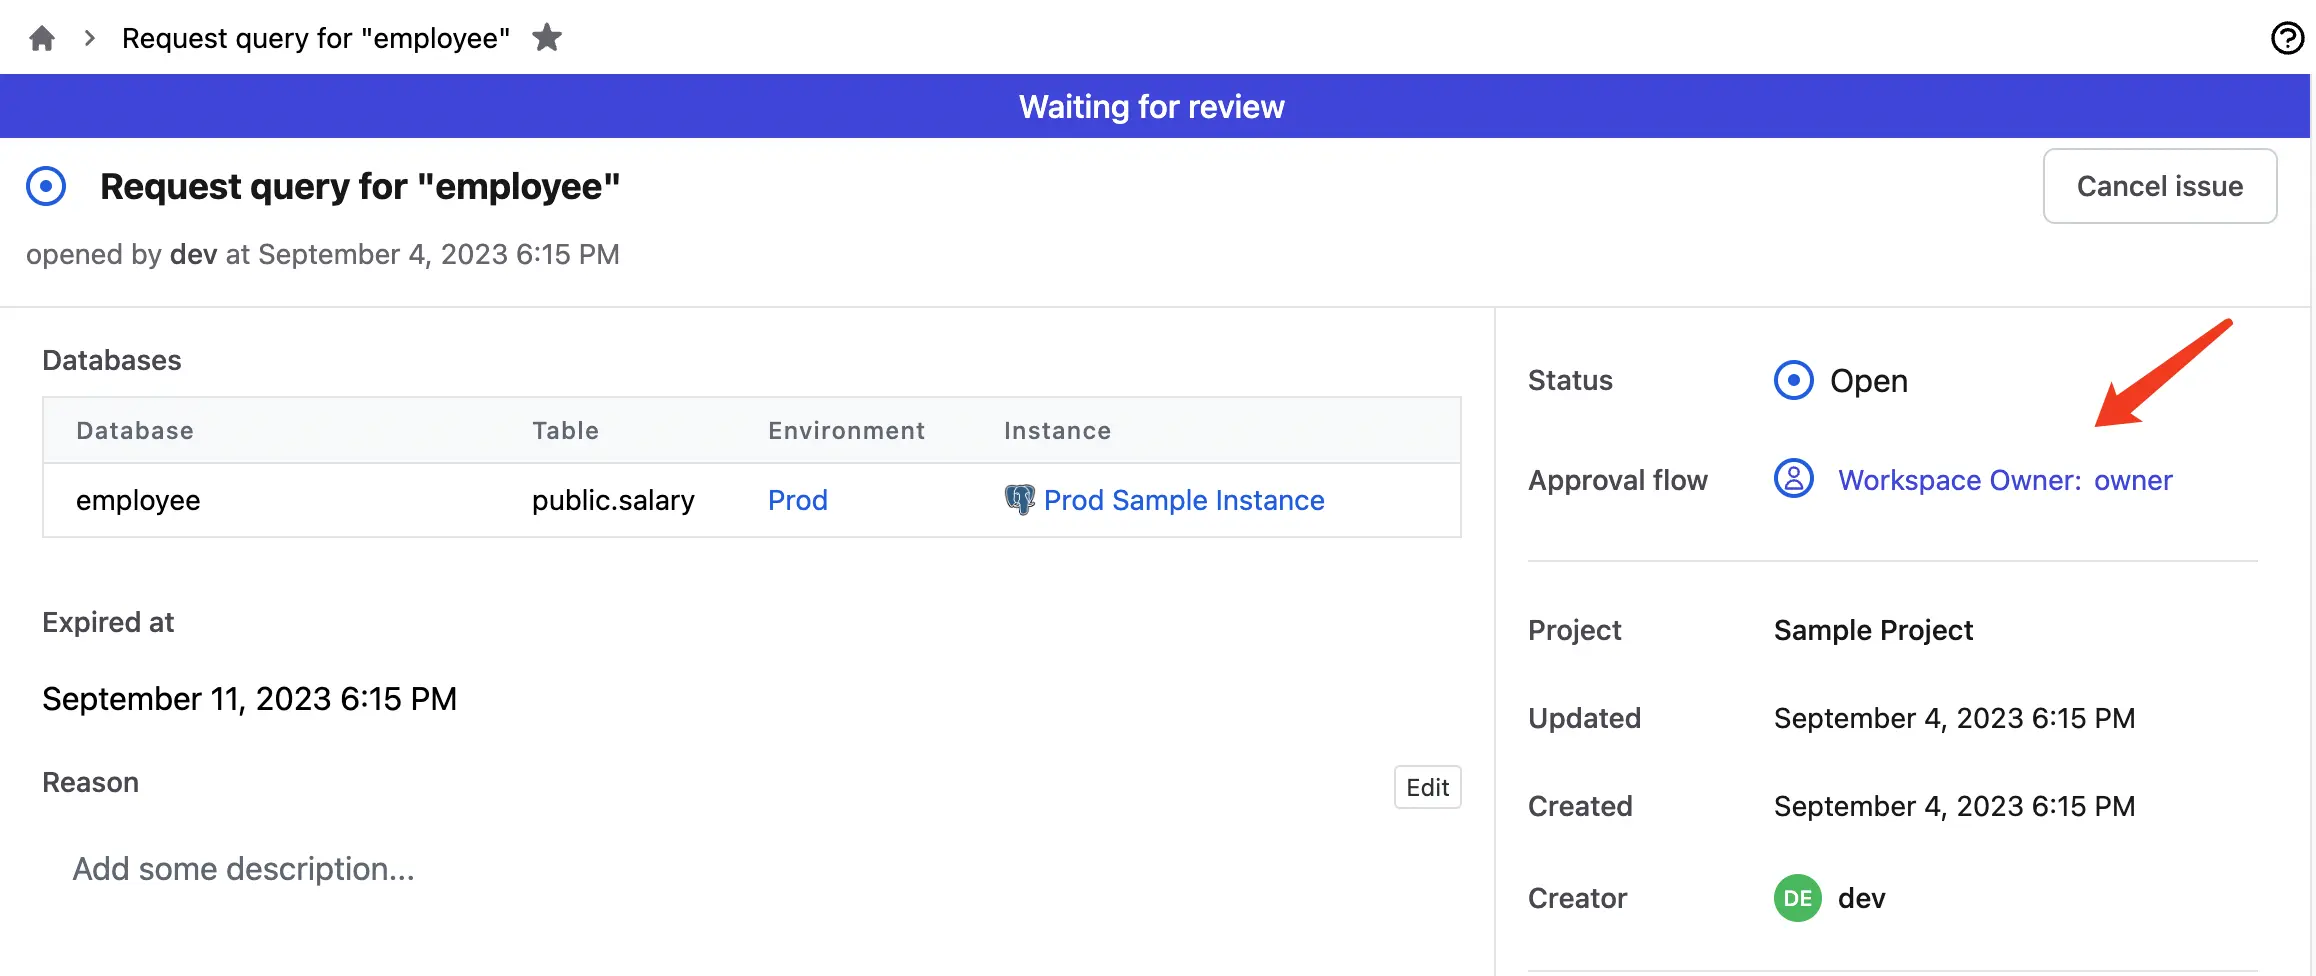 Request query for "employee"
Waiting for review
Request query for "employee"
Cancel issue
opened by dev at September 4, 2023 6:15 PM
Databases
Database Table Environment Instance
employee public.salary Prod Prod Sample Instance
Expired at
September 11, 2023 6:15 PM
Reason
Edit
Add some description...
Status Open
Approval flow Workspace Owner: owner
Project Sample Project
Updated September 4, 2023 6:15 PM
Created September 4, 2023 6:15 PM
Creator DE dev